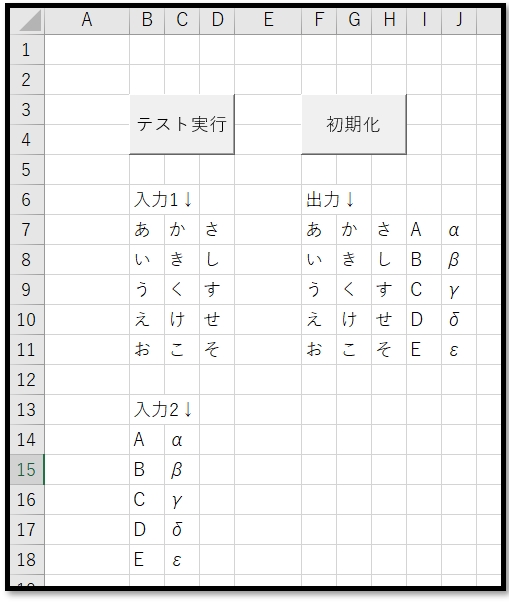 A B C D E F G H I J
1
2
3 テスト実行 初期化
4
5
6 入力1↓ 出力↓
7 あ か さ あ か さ A α
8 い き し い き し B β
9 う く す う く す C γ
10 え け せ え け せ D δ
11 お こ そ お こ そ E ε
12
13 入力2↓
14 A α
15 B β
16 C γ
17 D δ
18 E ε